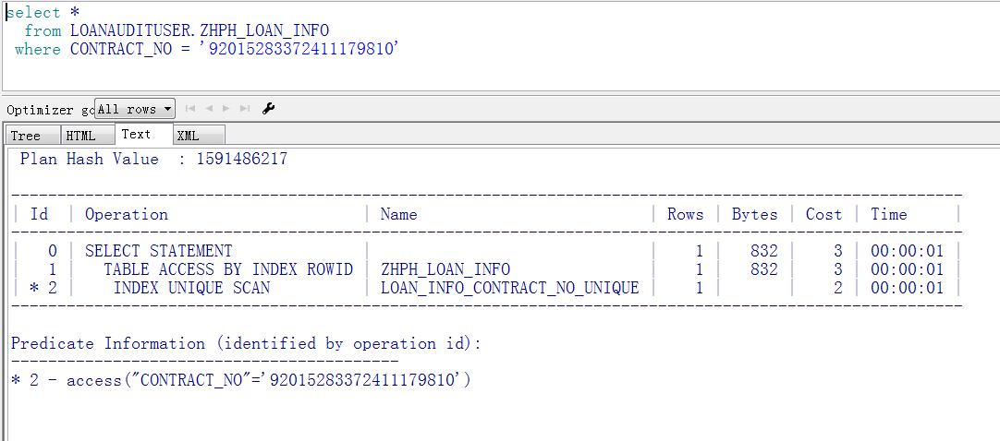 select *
from LOANAUDITUSER.ZHPH_LOAN_INFO
where CONTRACT_NO = '92015283372411179810'
Optimizer go All rows
Tree HTML Text XML
Plan Hash Value : 1591486217
------------------------------------------------------------------------------------------------------
| Id | Operation | Name | Rows | Bytes | Cost | Time |
------------------------------------------------------------------------------------------------------
| 0 | SELECT STATEMENT | | 1 | 832 | 3 | 00:00:01 |
| 1 | TABLE ACCESS BY INDEX ROWID | ZHPH_LOAN_INFO | 1 | 832 | 3 | 00:00:01 |
| * 2 | INDEX UNIQUE SCAN | LOAN_INFO_CONTRACT_NO_UNIQUE | 1 | | 2 | 00:00:01 |
------------------------------------------------------------------------------------------------------
Predicate Information (identified by operation id):
------------------------------------------
* 2 - access("CONTRACT_NO"='92015283372411179810')